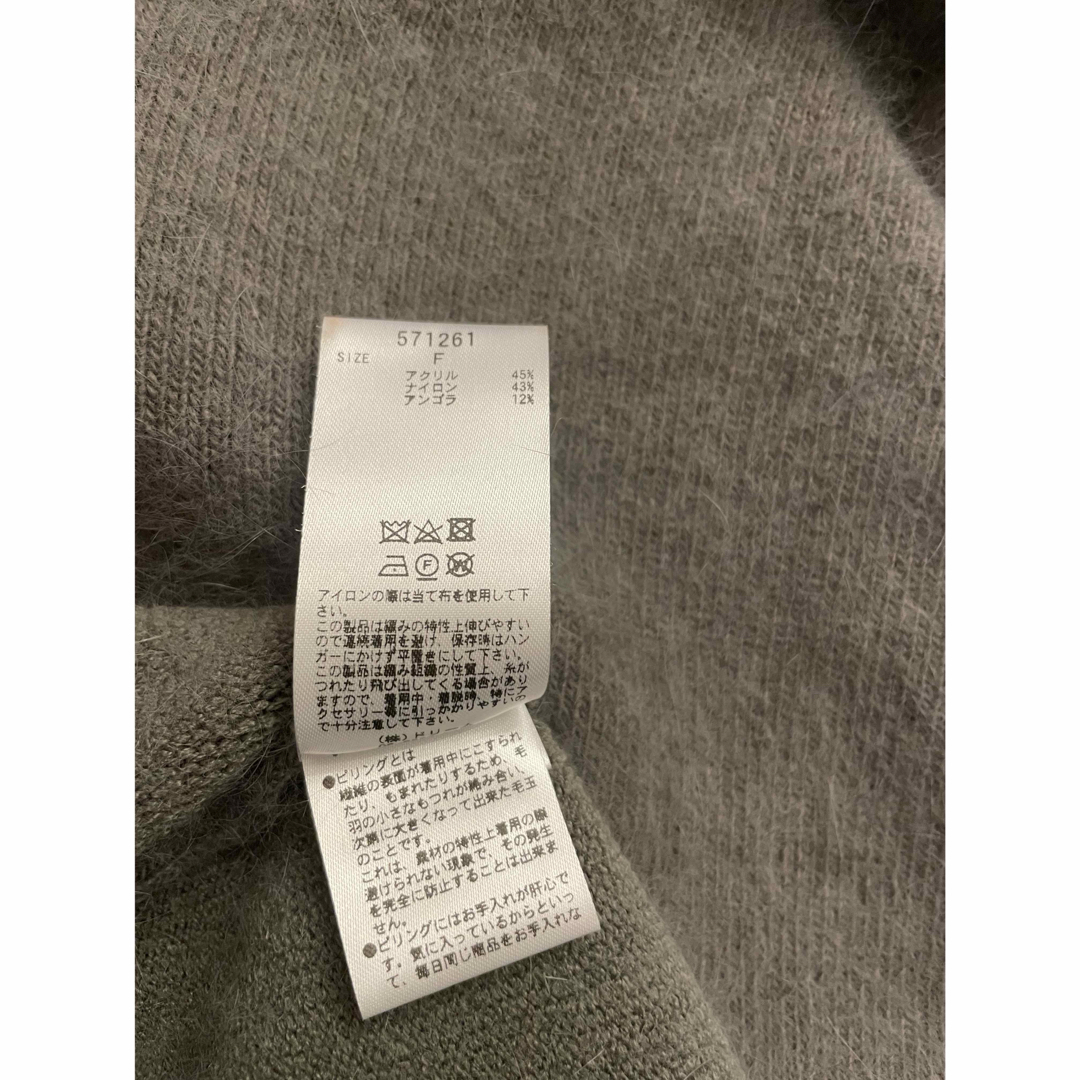 571261
SIZE F
アクリル 45%
ナイロン 43%
アンゴラ 12%
F
W
アイロンの際は当て布を使用して下
さい。
この製品は編みの特性上伸びやすい
ので連続着用を避け、保存時はハン
ガーにかけず平置きにして下さい。
この製品は編み組織の性質上、糸が
つれたり飛び出してくる場合があり
ますので、着用中・着脱時、特にア
クセサリー等に引っかかりやすいの
で十分注意して下さい。
(株)
●ピリングとは
繊維の表面が着用中にこすられ
たり、もまれたりするため、毛
羽の小さなもつれが絡み合い、
次第に大きくなって出来た毛玉
のことです。
これは、素材の特性上着用の際
避けられない現象で、その発生
を完全に防止することは出来ま
せん。
●ピリングにはお手入れが肝心で
す。気に入っているからといっ
て、毎日同じ商品をお手入れな